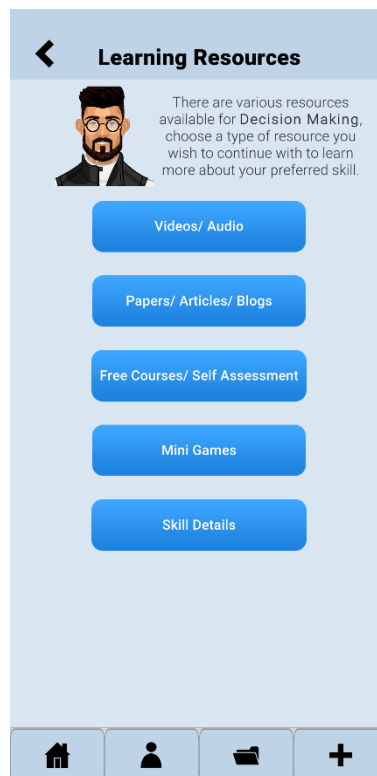 Learning Resources
There are various resources
available for Decision Making,
choose a type of resource you
wish to continue with to learn
more about your preferred skill.
Videos/ Audio
Papers/ Articles/ Blogs
Free Courses/ Self Assessment
Mini Games
Skill Details